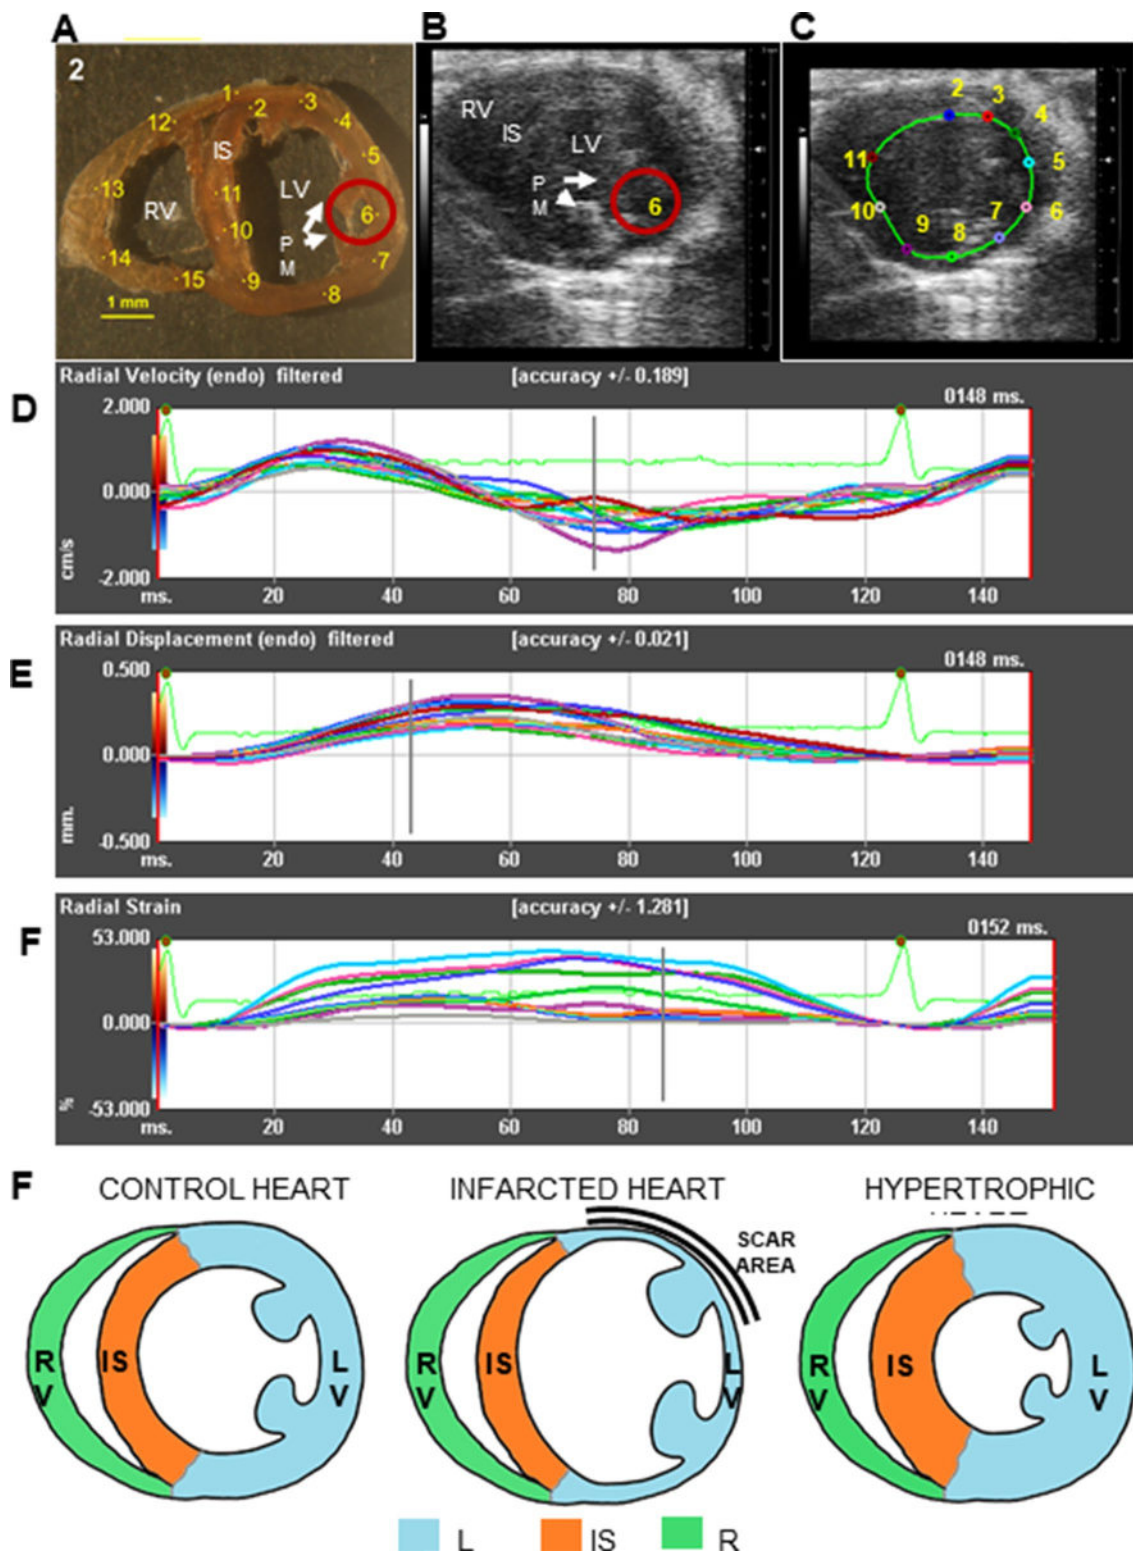 A
B
C
2
1
2
3
4
5
6
7
8
9
10
11
12
13
14
15
IS
LV
RV
P
M
1 mm
RV
IS
LV
P
M
6
2
3
4
5
6
7
8
9
10
11
D
Radial Velocity (endo) filtered [accuracy +/- 0.189]
0148 ms.
2.000
0.000
-2.000
cm/s
ms. 20 40 60 80 100 120 140
E
Radial Displacement (endo) filtered [accuracy +/- 0.021]
0148 ms.
0.500
0.000
-0.500
mm.
ms. 20 40 60 80 100 120 140
F
Radial Strain [accuracy +/- 1.281]
0152 ms.
53.000
0.000
-53.000
%
ms. 20 40 60 80 100 120 140
F
CONTROL HEART INFARCTED HEART HYPERTROPHIC
SCAR
AREA
R
V
IS
L
V
R
V
IS
L
V
R
V
IS
L
V
L IS R